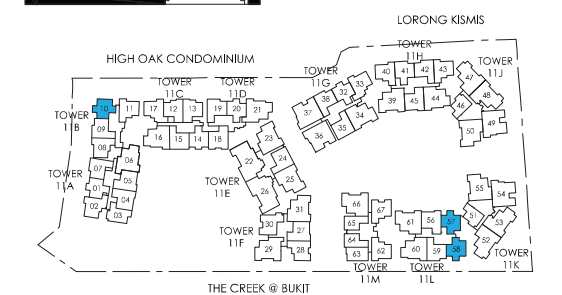 LORONG KISMIS
HIGH OAK CONDOMINIUM
TOWER 11H
TOWER 11J
TOWER 11G
TOWER 11C
TOWER 11D
40 41 42 43 47
33
32
38
37
39 45 44 46 48
10 11 17 12 13 19 20 21
TOWER 11B
09
16 15 14 18
23
36 35 34
50 49
08
06
22
24
07
05
25
TOWER 11A
01
TOWER 11E
26
55 54
02 04
03
66 67
31
61 56 57 51 53
65
30 27
TOWER 11F
64
52
29 28
63 62
60 59 58
TOWER 11K
TOWER 11M
TOWER 11L
THE CREEK @ BUKIT